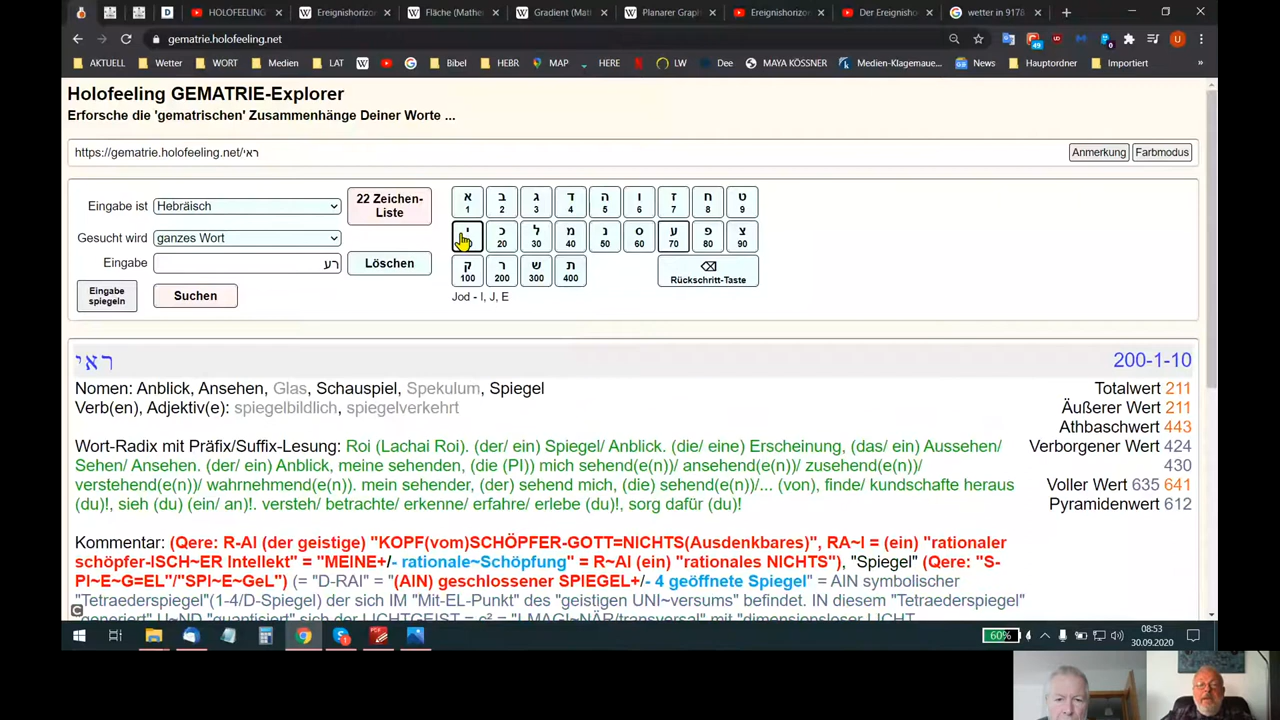 HOLOFEELING
Ereignishorizon
Fläche (Mathe
Gradient (Mat
Planarer Graph
Ereignishorizo
Der Ereignisho
wetter in 9178
gematrie.holofeeling.net
U
49
0
AKTUELL
Wetter
WORT
Medien
LAT
Bibel
HEBR
MAP
HERE
LW
Dee
MAYA KÖSSNER
Medien-Klagemaue...
News
Hauptordner
Importiert
»
Holofeeling GEMATRIE-Explorer
Erforsche die 'gematrischen' Zusammenhänge Deiner Worte ...
https://gematrie.holofeeling.net/ראי
Anmerkung
Farbmodus
Eingabe ist Hebräisch
22 Zeichen-
Liste
Gesucht wird ganzes Wort
Eingabe רע
Löschen
Eingabe
spiegeln
Suchen
א ב ג ד ה ו ז ח ט
1 2 3 4 5 6 7 8 9
י כ ל מ נ ס ע פ צ
20 30 40 50 60 70 80 90
ק ר ש ת
100 200 300 400
⌫
Rückschritt-Taste
Jod - I, J, E
ראי 200-1-10
Nomen: Anblick, Ansehen, Glas, Schauspiel, Spekulum, Spiegel
Verb(en), Adjektiv(e): spiegelbildlich, spiegelverkehrt
Totalwert 211
Äußerer Wert 211
Athbaschwert 443
Verborgener Wert 424
430
Voller Wert 635 641
Pyramidenwert 612
Wort-Radix mit Präfix/Suffix-Lesung: Roi (Lachai Roi). (der/ ein) Spiegel/ Anblick. (die/ eine) Erscheinung, (das/ ein) Aussehen/
Sehen/ Ansehen. (der/ ein) Anblick, meine sehenden, (die (Pl)) mich sehend(e(n))/ ansehend(e(n))/ zusehend(e(n))/
verstehend(e(n))/ wahrnehmend(e(n)). mein sehender, (der) sehend mich, (die) sehend(e(n))/... (von), finde/ kundschafte heraus
(du)!, sieh (du) (ein/ an)!. versteh/ betrachte/ erkenne/ erfahre/ erlebe (du)!, sorg dafür (du)!
Kommentar: (Qere: R-AI (der geistige) "KOPF(vom)SCHÖPFER-GOTT=NICHTS(Ausdenkbares)", RA~I = (ein) "rationaler
schöpfer-ISCH~ER Intellekt" = "MEINE+/- rationale~Schöpfung" = R~AI (ein) "rationales NICHTS"), "Spiegel" (Qere: "S-
PI~E~G=EL"/"SPI~E~GeL") (= "D-RAI" = "(AIN) geschlossener SPIEGEL+/- 4 geöffnete Spiegel" = AIN symbolischer
"Tetraederspiegel"(1-4/D-Spiegel) der sich IM "Mit-EL-Punkt" des "geistigen UNI~versums" befindet. IN diesem "Tetraederspiegel"
60%
08:53
30.09.2020